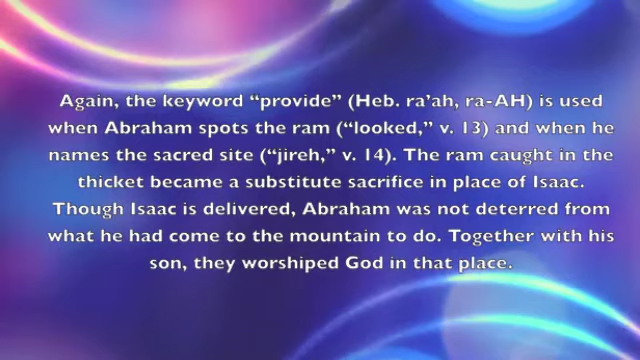 Again, the keyword “provide” (Heb. ra’ah, ra-AH) is used
when Abraham spots the ram (“looked,” v. 13) and when he
names the sacred site (“jireh,” v. 14). The ram caught in the
thicket became a substitute sacrifice in place of Isaac.
Though Isaac is delivered, Abraham was not deterred from
what he had come to the mountain to do. Together with his
son, they worshiped God in that place.